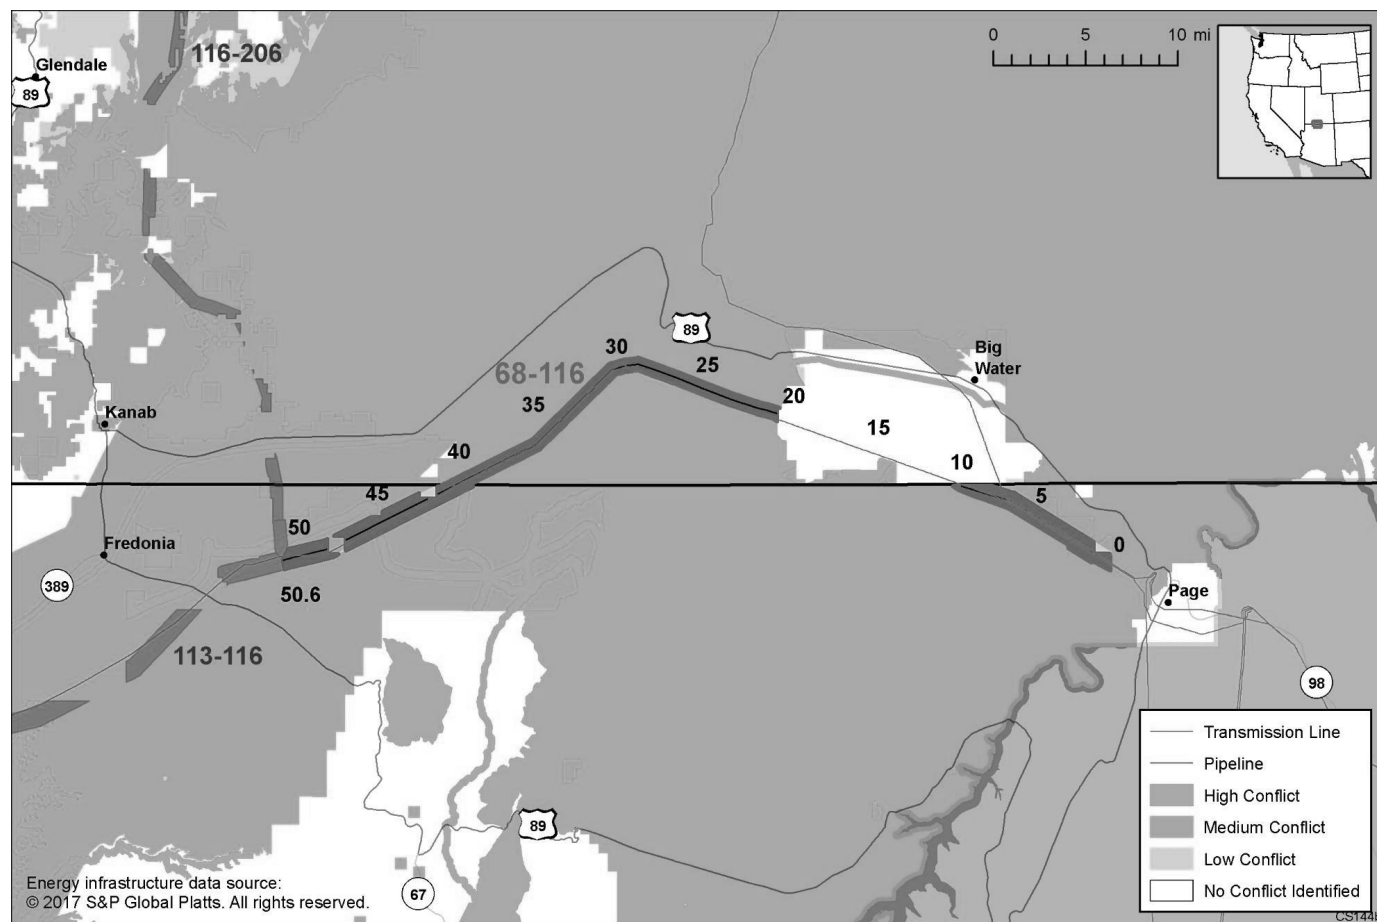 116-206
0 5 10 mi
Glendale
89
89
30
25
Big
Water
68-116
20
35
Kanab
15
40
10
45
5
50
0
Fredonia
389
50.6
Page
113-116
98
Transmission Line
Pipeline
High Conflict
Medium Conflict
Low Conflict
No Conflict Identified
89
67
Energy infrastructure data source:
© 2017 S&P Global Platts. All rights reserved.